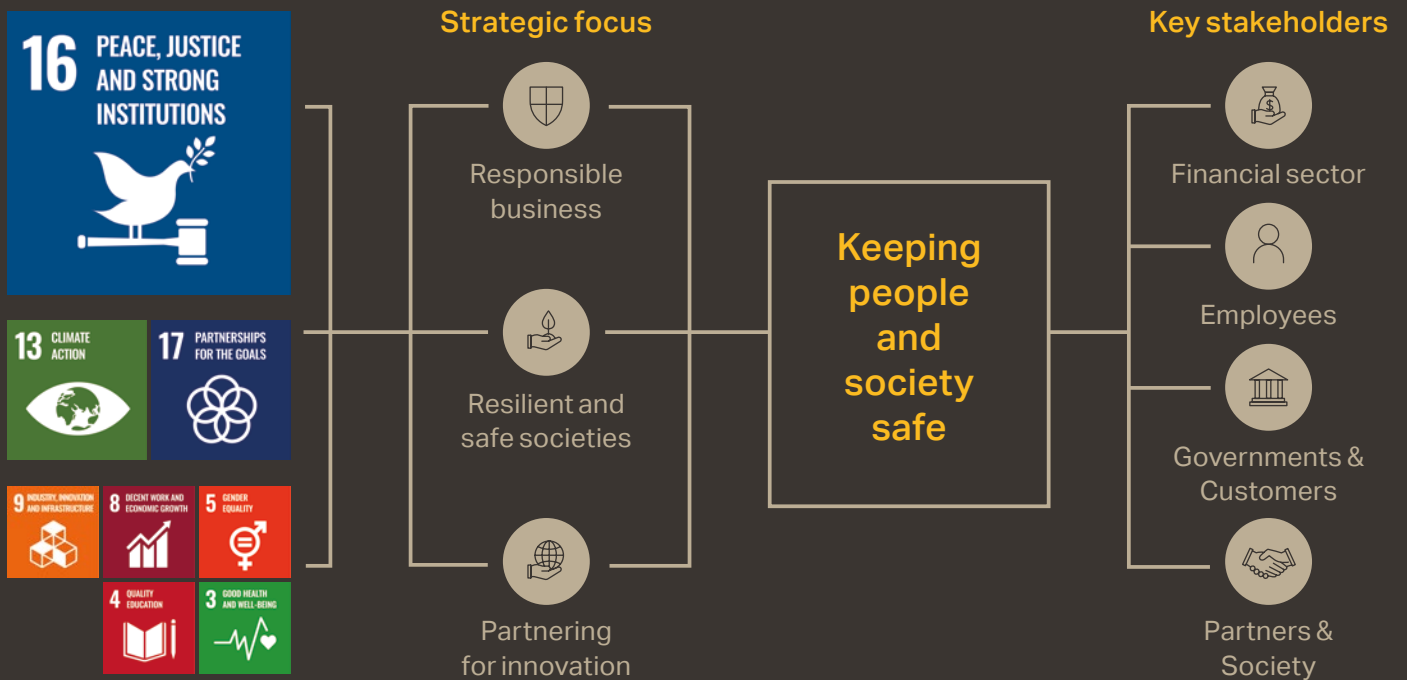 16
PEACE, JUSTICE
AND STRONG
INSTITUTIONS
13
CLIMATE
ACTION
17
PARTNERSHIPS
FOR THE GOALS
9
INDUSTRY, INNOVATION
AND INFRASTRUCTURE
8
DECENT WORK AND
ECONOMIC GROWTH
5
GENDER
EQUALITY
4
QUALITY
EDUCATION
3
GOOD HEALTH
AND WELL-BEING
Strategic focus
Responsible
business
Resilient and
safe societies
Partnering
for innovation
Keeping
people
and
society
safe
Key stakeholders
$
Financial sector
Employees
Governments &
Customers
Partners &
Society